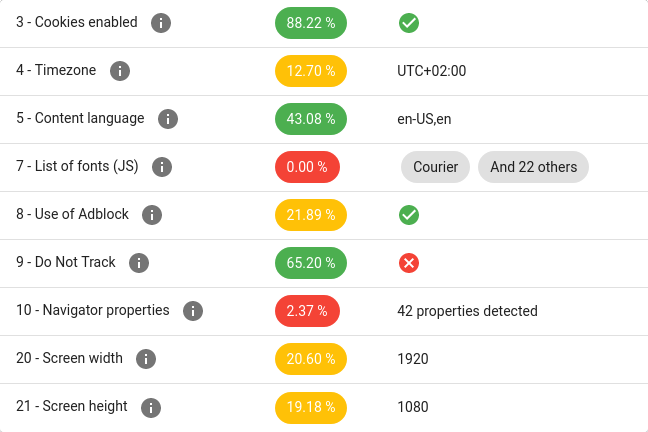 3 - Cookies enabled 88.22 %
4 - Timezone 12.70 % UTC+02:00
5 - Content language 43.08 % en-US,en
7 - List of fonts (JS) 0.00 % Courier And 22 others
8 - Use of Adblock 21.89 %
9 - Do Not Track 65.20 %
10 - Navigator properties 2.37 % 42 properties detected
20 - Screen width 20.60 % 1920
21 - Screen height 19.18 % 1080